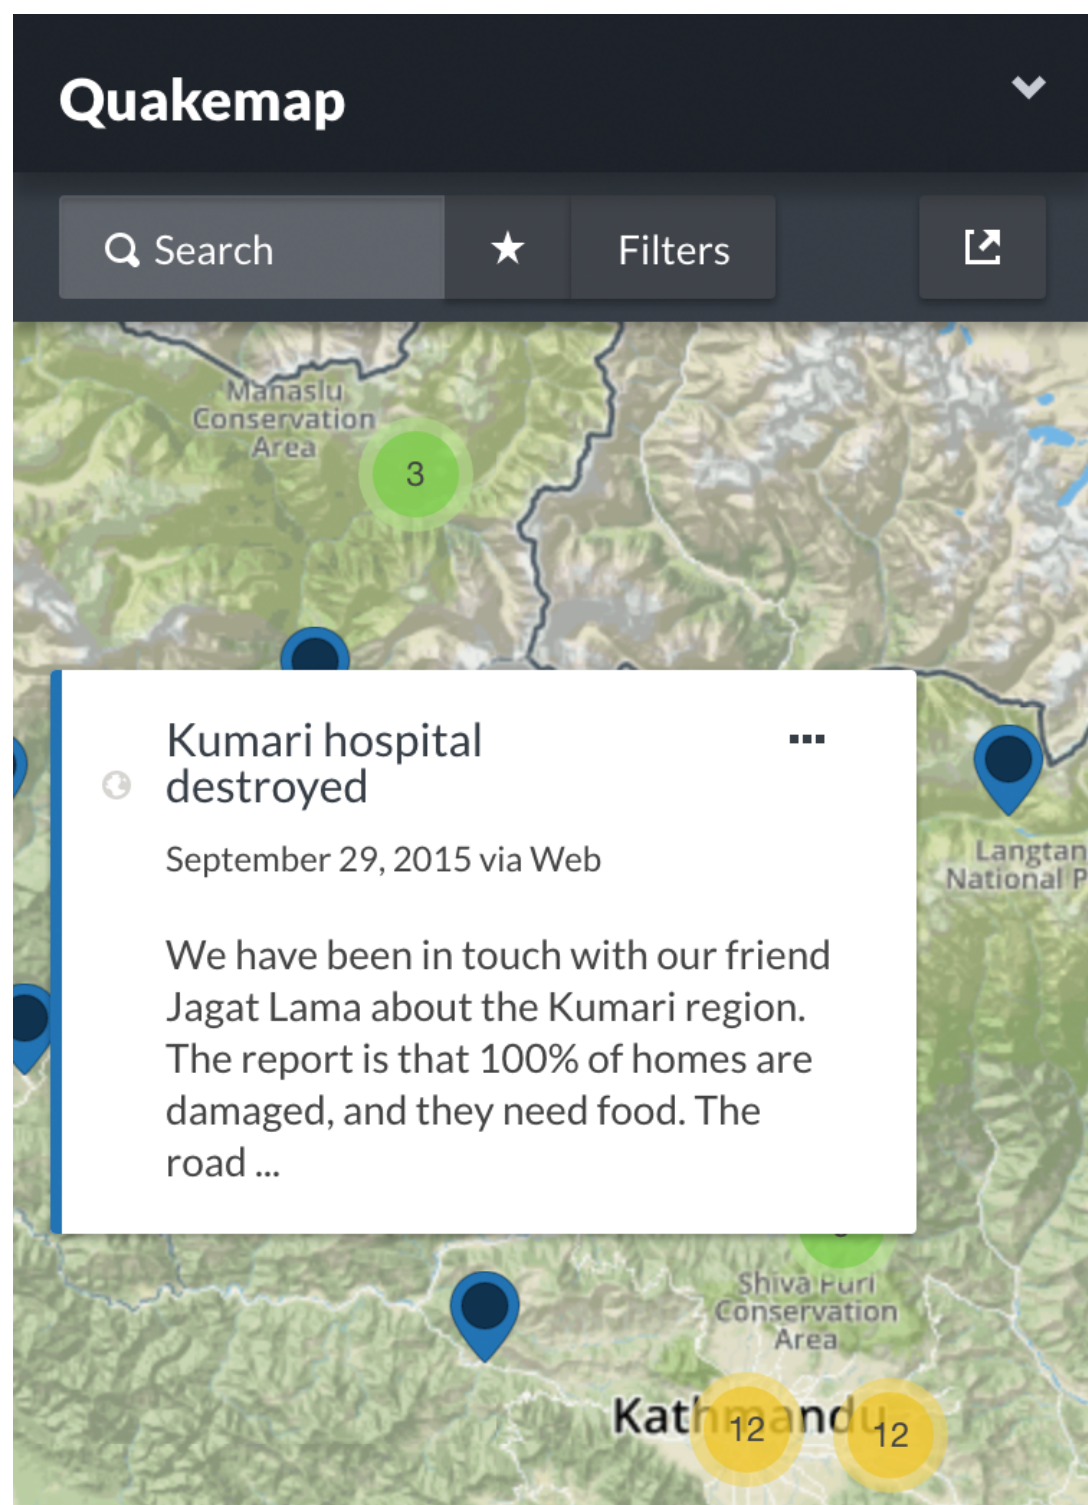 Quakemap
Search
Filters
Manaslu
Conservation
Area
3
Kumari hospital
destroyed
September 29, 2015 via Web
We have been in touch with our friend
Jagat Lama about the Kumari region.
The report is that 100% of homes are
damaged, and they need food. The
road ...
Langtan
National P
Shiva Puri
Conservation
Area
Kathmandu
12
12